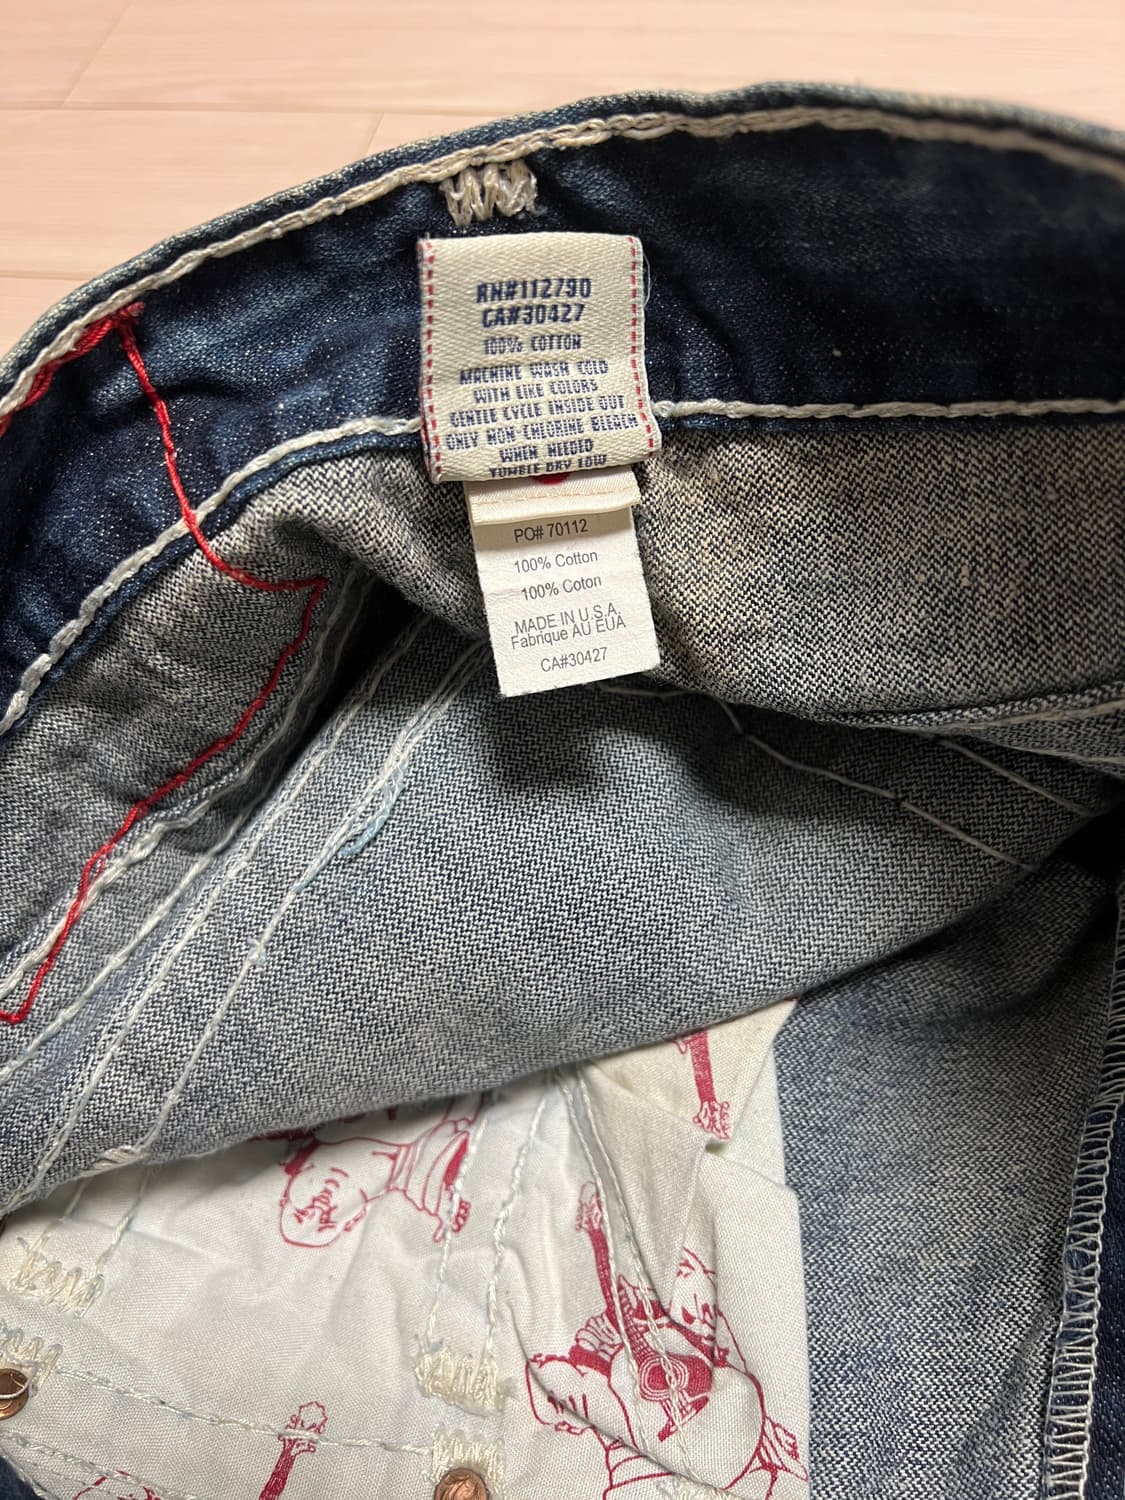 RN#112790
CA#30427
100% COTTON
MACHINE WASH COLD
WITH LIKE COLORS
GENTLE CYCLE INSIDE OUT
ONLY NON-CHLORINE BLEACH
WHEN NEEDED
TUMBLE DRY LOW
PO# 70112
100% Cotton
100% Coton
MADE IN U.S.A.
Fabrique AU EUA
CA#30427